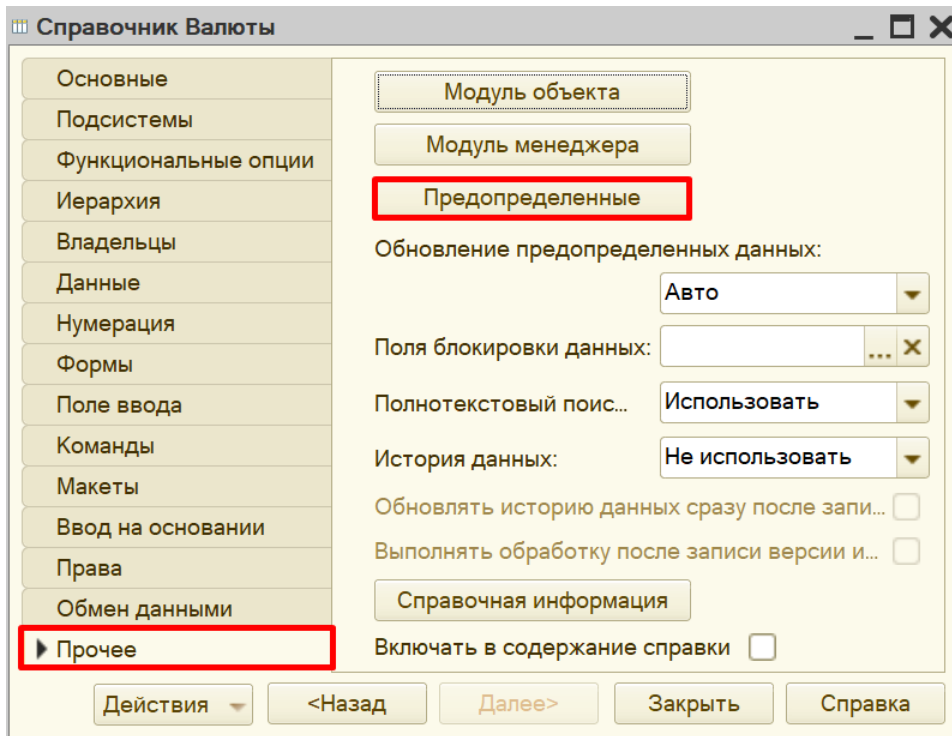 Справочник Валюты
Основные
Подсистемы
Функциональные опции
Иерархия
Владельцы
Данные
Нумерация
Формы
Поле ввода
Команды
Макеты
Ввод на основании
Права
Обмен данными
Прочее
Модуль объекта
Модуль менеджера
Предопределенные
Обновление предопределенных данных:
Авто
Поля блокировки данных: ...
Полнотекстовый поис... Использовать
История данных: Не использовать
Обновлять историю данных сразу после запи...
Выполнять обработку после записи версии и...
Справочная информация
Включать в содержание справки
Действия <Назад Далее> Закрыть Справка